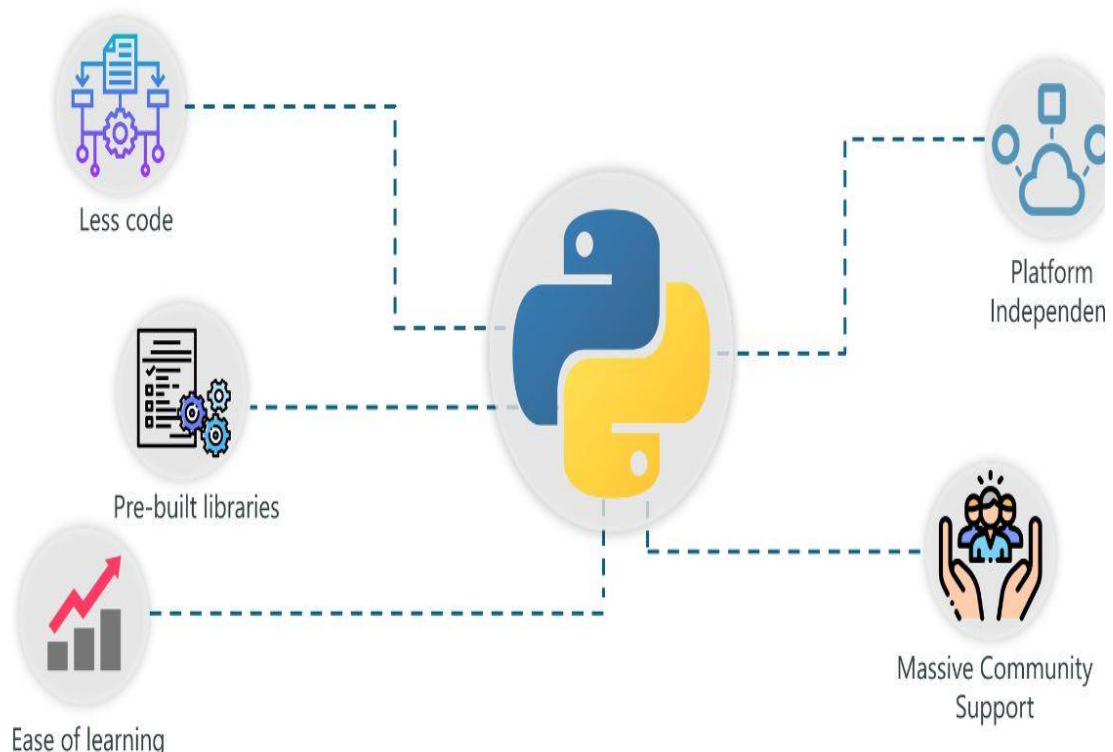 Less code
Platform
Independen
Pre-built libraries
Massive Community
Support
Ease of learning